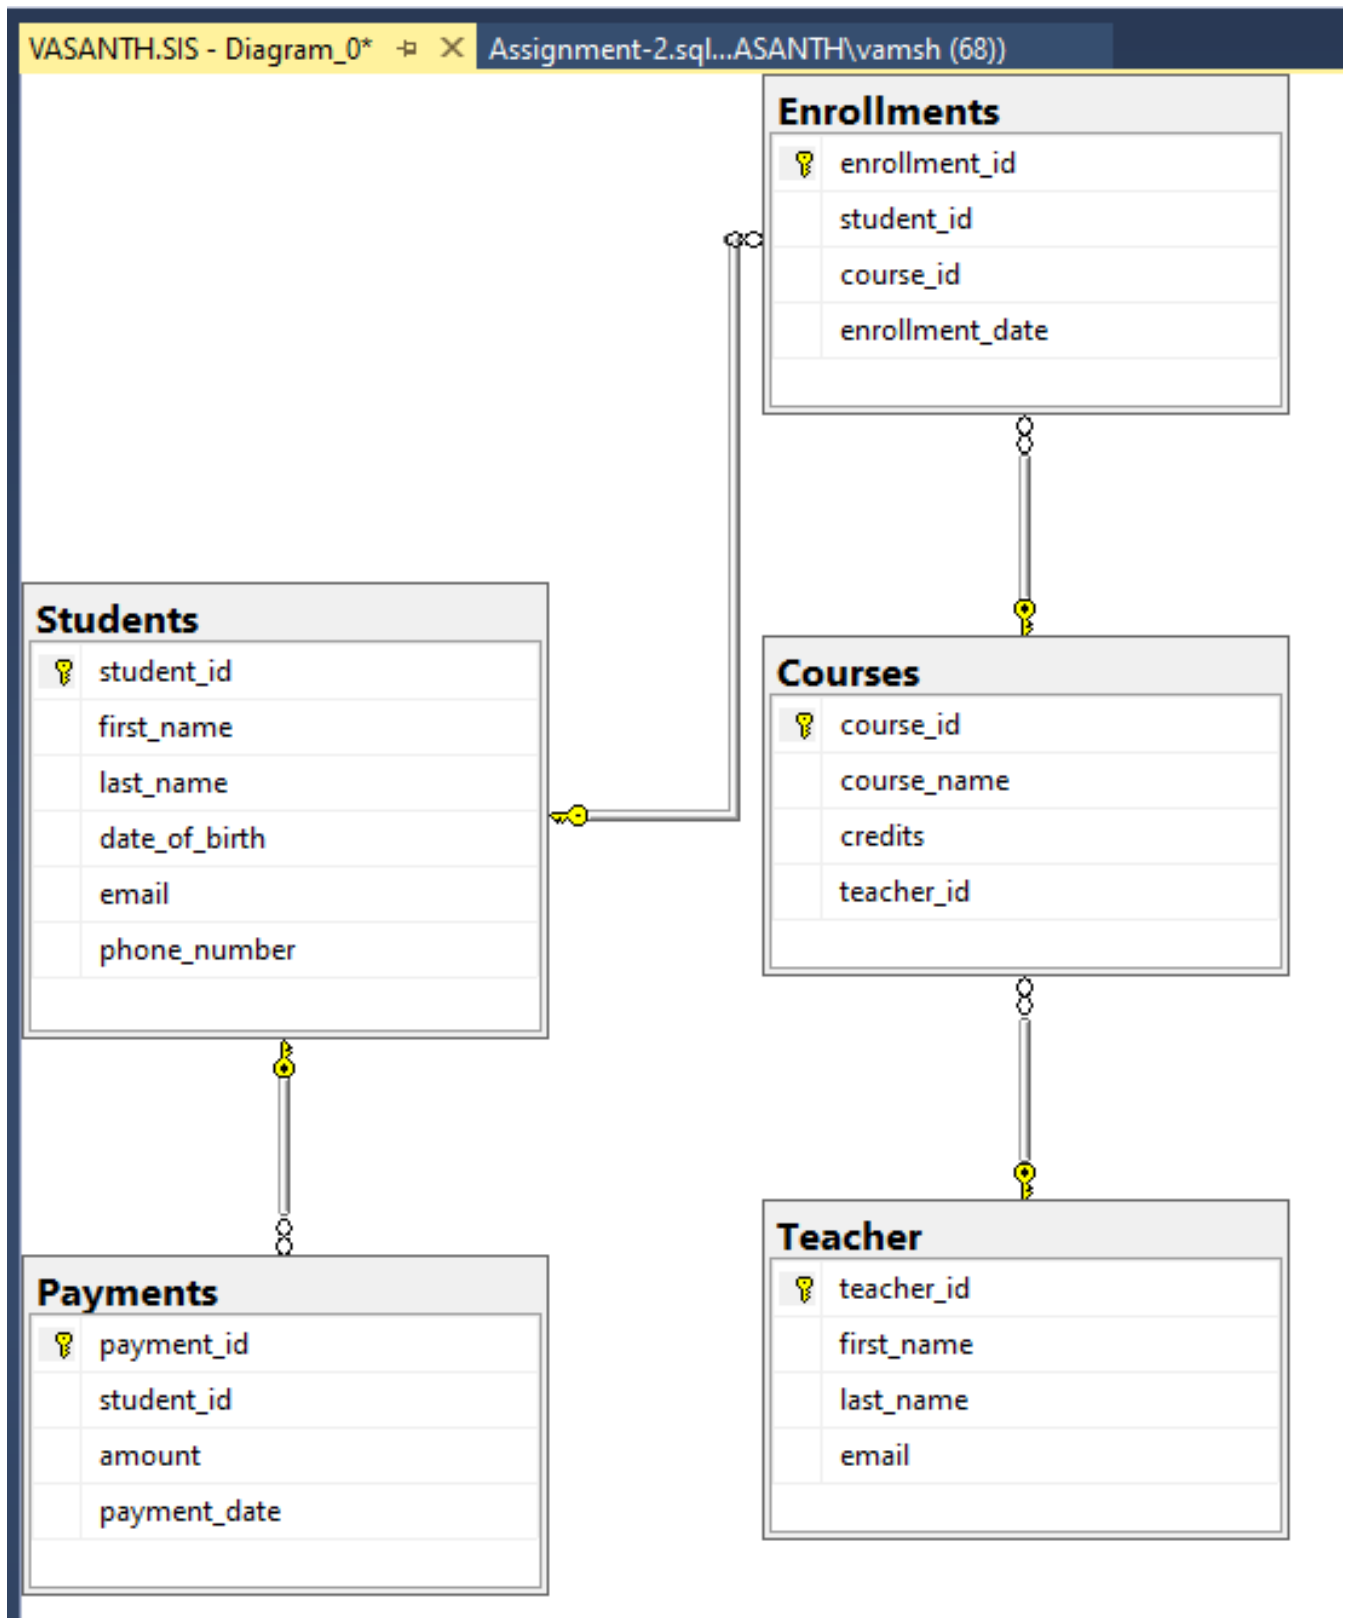 VASANTH.SIS - Diagram_0*
Assignment-2.sql...ASANTH\vamsh (68))
Enrollments
enrollment_id
student_id
course_id
enrollment_date
Students
student_id
first_name
last_name
date_of_birth
email
phone_number
Courses
course_id
course_name
credits
teacher_id
Payments
payment_id
student_id
amount
payment_date
Teacher
teacher_id
first_name
last_name
email